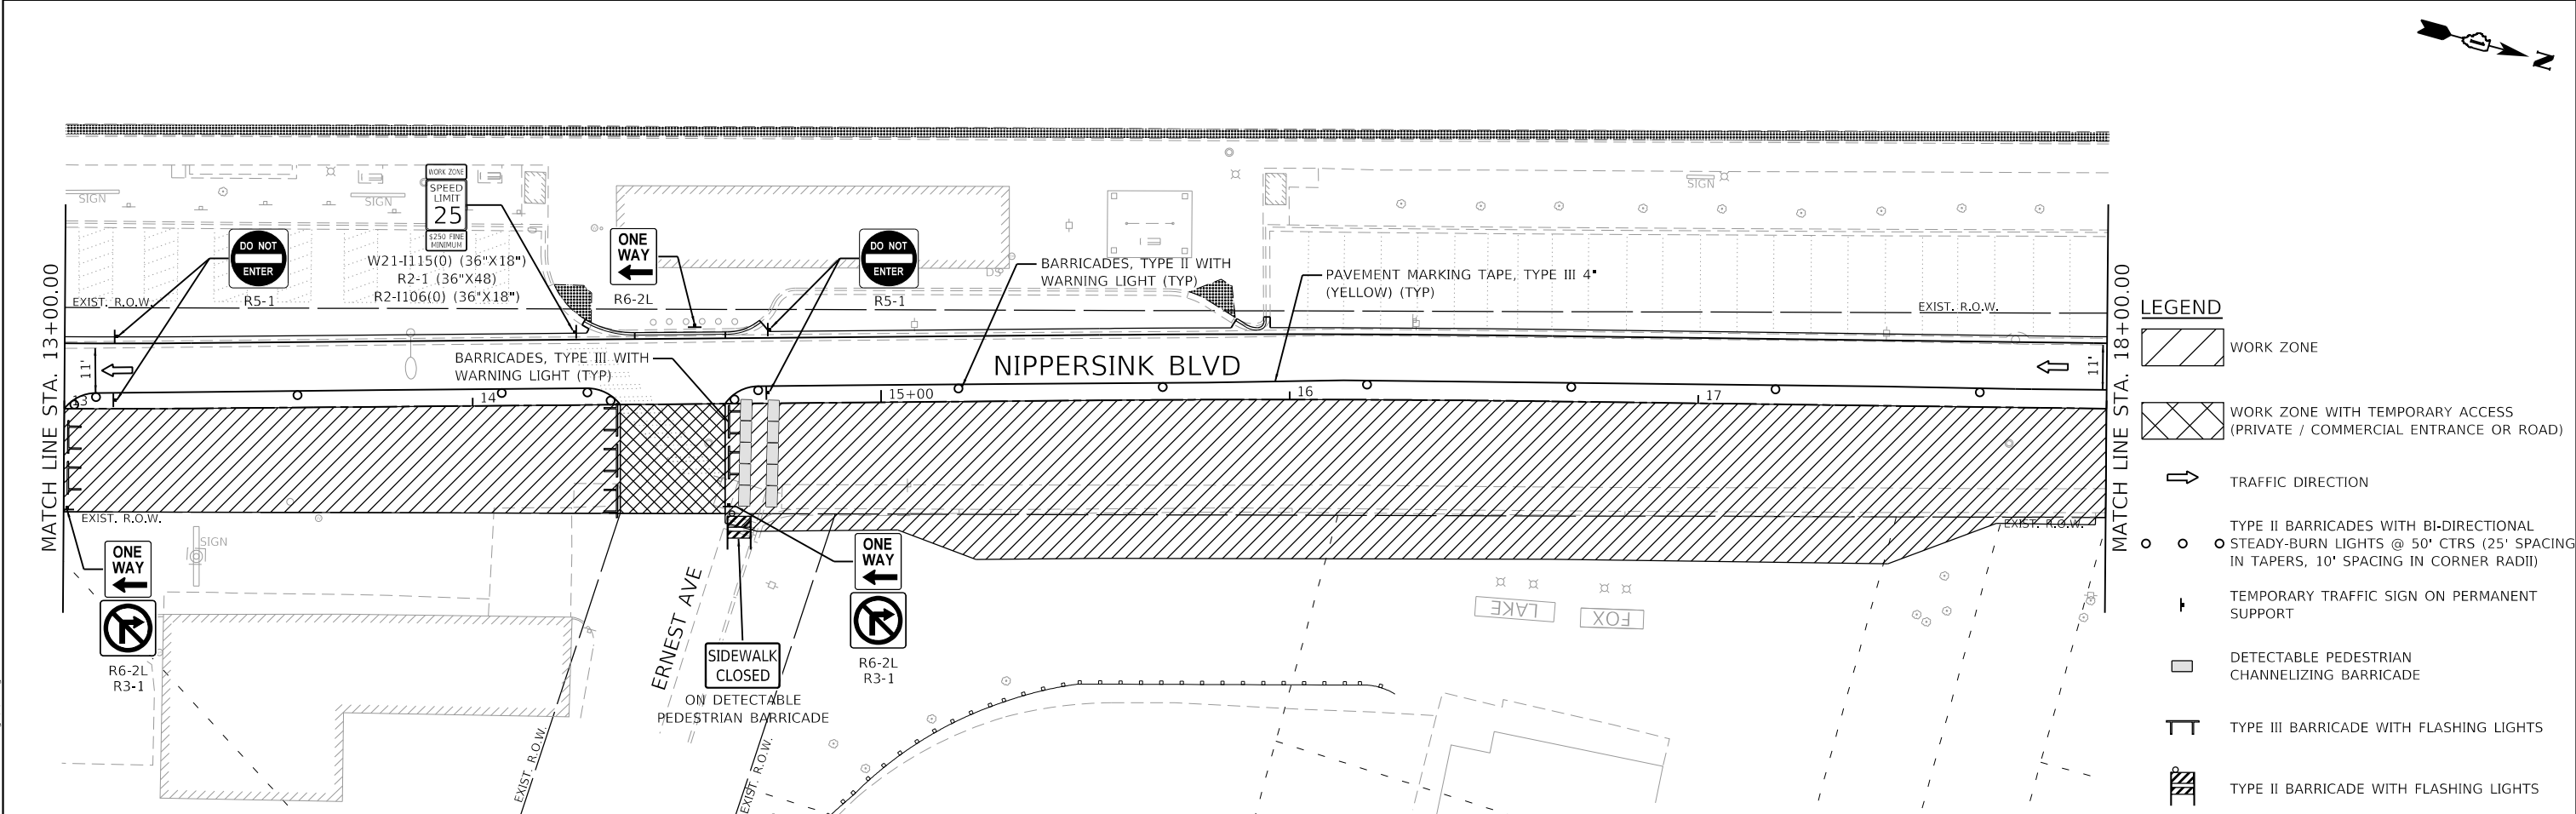 N
WORK ZONE
SPEED
LIMIT
25
$250 FINE
MINIMUM
W21-I115(0) (36"X18")
R2-1 (36"X48)
R2-I106(0) (36"X18")
SIGN
SIGN
SIGN
DO NOT
ENTER
R5-1
ONE
WAY
R6-2L
DO NOT
ENTER
R5-1
DS
BARRICADES, TYPE II WITH
WARNING LIGHT (TYP)
PAVEMENT MARKING TAPE, TYPE III 4"
(YELLOW) (TYP)
EXIST. R.O.W.
EXIST. R.O.W.
MATCH LINE STA. 13+00.00
11'
BARRICADES, TYPE III WITH
WARNING LIGHT (TYP)
NIPPERSINK BLVD
11'
MATCH LINE STA. 18+00.00
13
14
15+00
16
17
EXIST. R.O.W.
EXIST. R.O.W.
SIGN
ONE
WAY
R6-2L
R3-1
ERNEST AVE
SIDEWALK
CLOSED
ON DETECTABLE
PEDESTRIAN BARRICADE
ONE
WAY
R6-2L
R3-1
LAKE
FOX
EXIST. R.O.W.
EXIST. R.O.W.
LEGEND
WORK ZONE
WORK ZONE WITH TEMPORARY ACCESS
(PRIVATE / COMMERCIAL ENTRANCE OR ROAD)
TRAFFIC DIRECTION
TYPE II BARRICADES WITH BI-DIRECTIONAL
STEADY-BURN LIGHTS @ 50' CTRS (25' SPACING
IN TAPERS, 10' SPACING IN CORNER RADII)
TEMPORARY TRAFFIC SIGN ON PERMANENT
SUPPORT
DETECTABLE PEDESTRIAN
CHANNELIZING BARRICADE
TYPE III BARRICADE WITH FLASHING LIGHTS
TYPE II BARRICADE WITH FLASHING LIGHTS